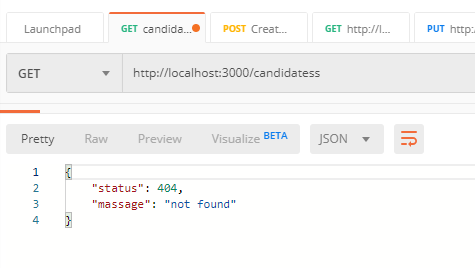 Launchpad GET candida... POST Creat... GET http://l... PUT http:
GET http://localhost:3000/candidatess
Pretty Raw Preview Visualize BETA JSON
1 {
2 "status": 404,
3 "massage": "not found"
4 }